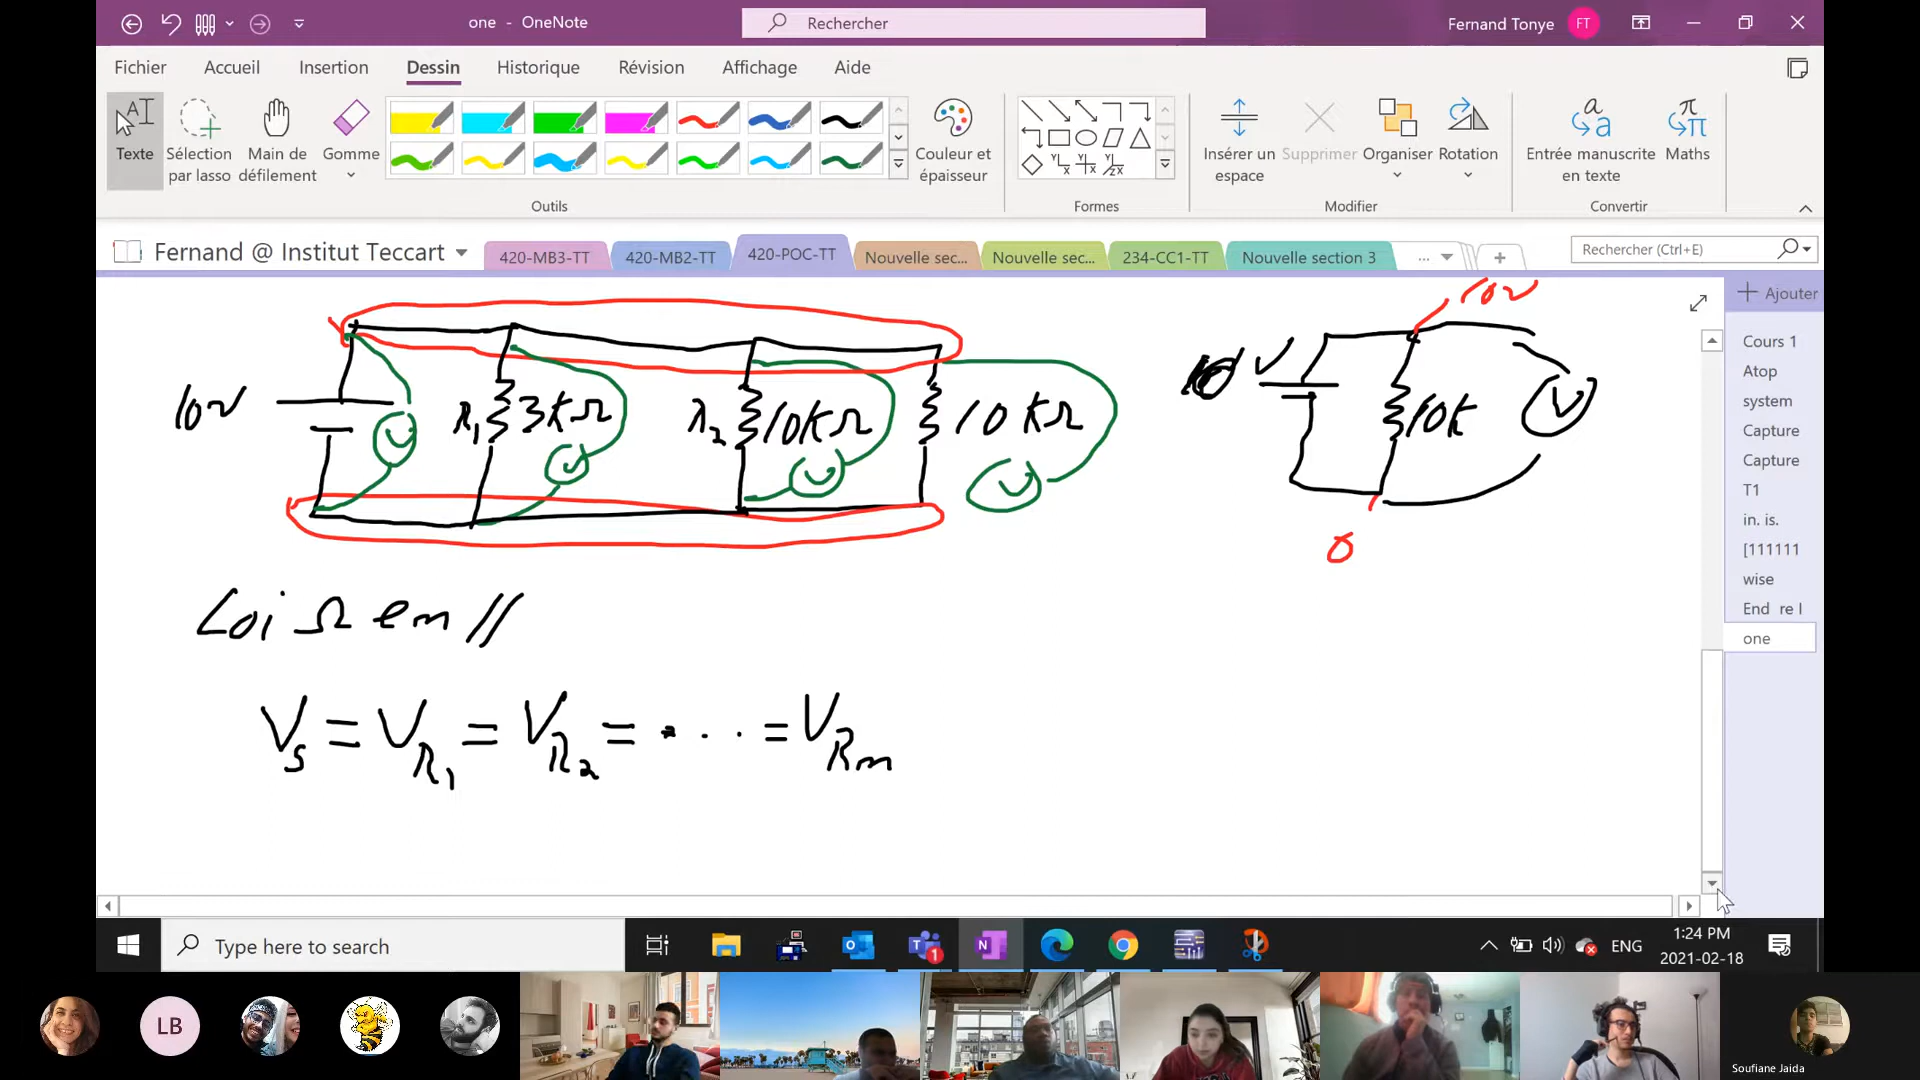 one - OneNote
Rechercher
Fernand Tonye
FT
Fichier
Accueil
Insertion
Dessin
Historique
Révision
Affichage
Aide
Texte
Sélection
par lasso
Main de
défilement
Gomme
Couleur et
épaisseur
Insérer un
espace
Supprimer
Organiser
Rotation
Entrée manuscrite
en texte
Maths
Outils
Formes
Modifier
Convertir
Fernand @ Institut Teccart
420-MB3-TT
420-MB2-TT
420-POC-TT
Nouvelle sec...
Nouvelle sec...
234-CC1-TT
Nouvelle section 3
...
Rechercher (Ctrl+E)
Ajouter
Cours 1
Atop
system
Capture
Capture
T1
in. is.
[111111
wise
End re l
one
10V
R1 3KΩ
R2 10KΩ
10 KΩ
V
V
V
V
10V
V
10K
V
0
Loi Ω en //
Vs = VR1 = VR2 = · · · = VRn
Type here to search
1
ENG
1:24 PM
2021-02-18
LB
Soufiane Jaida